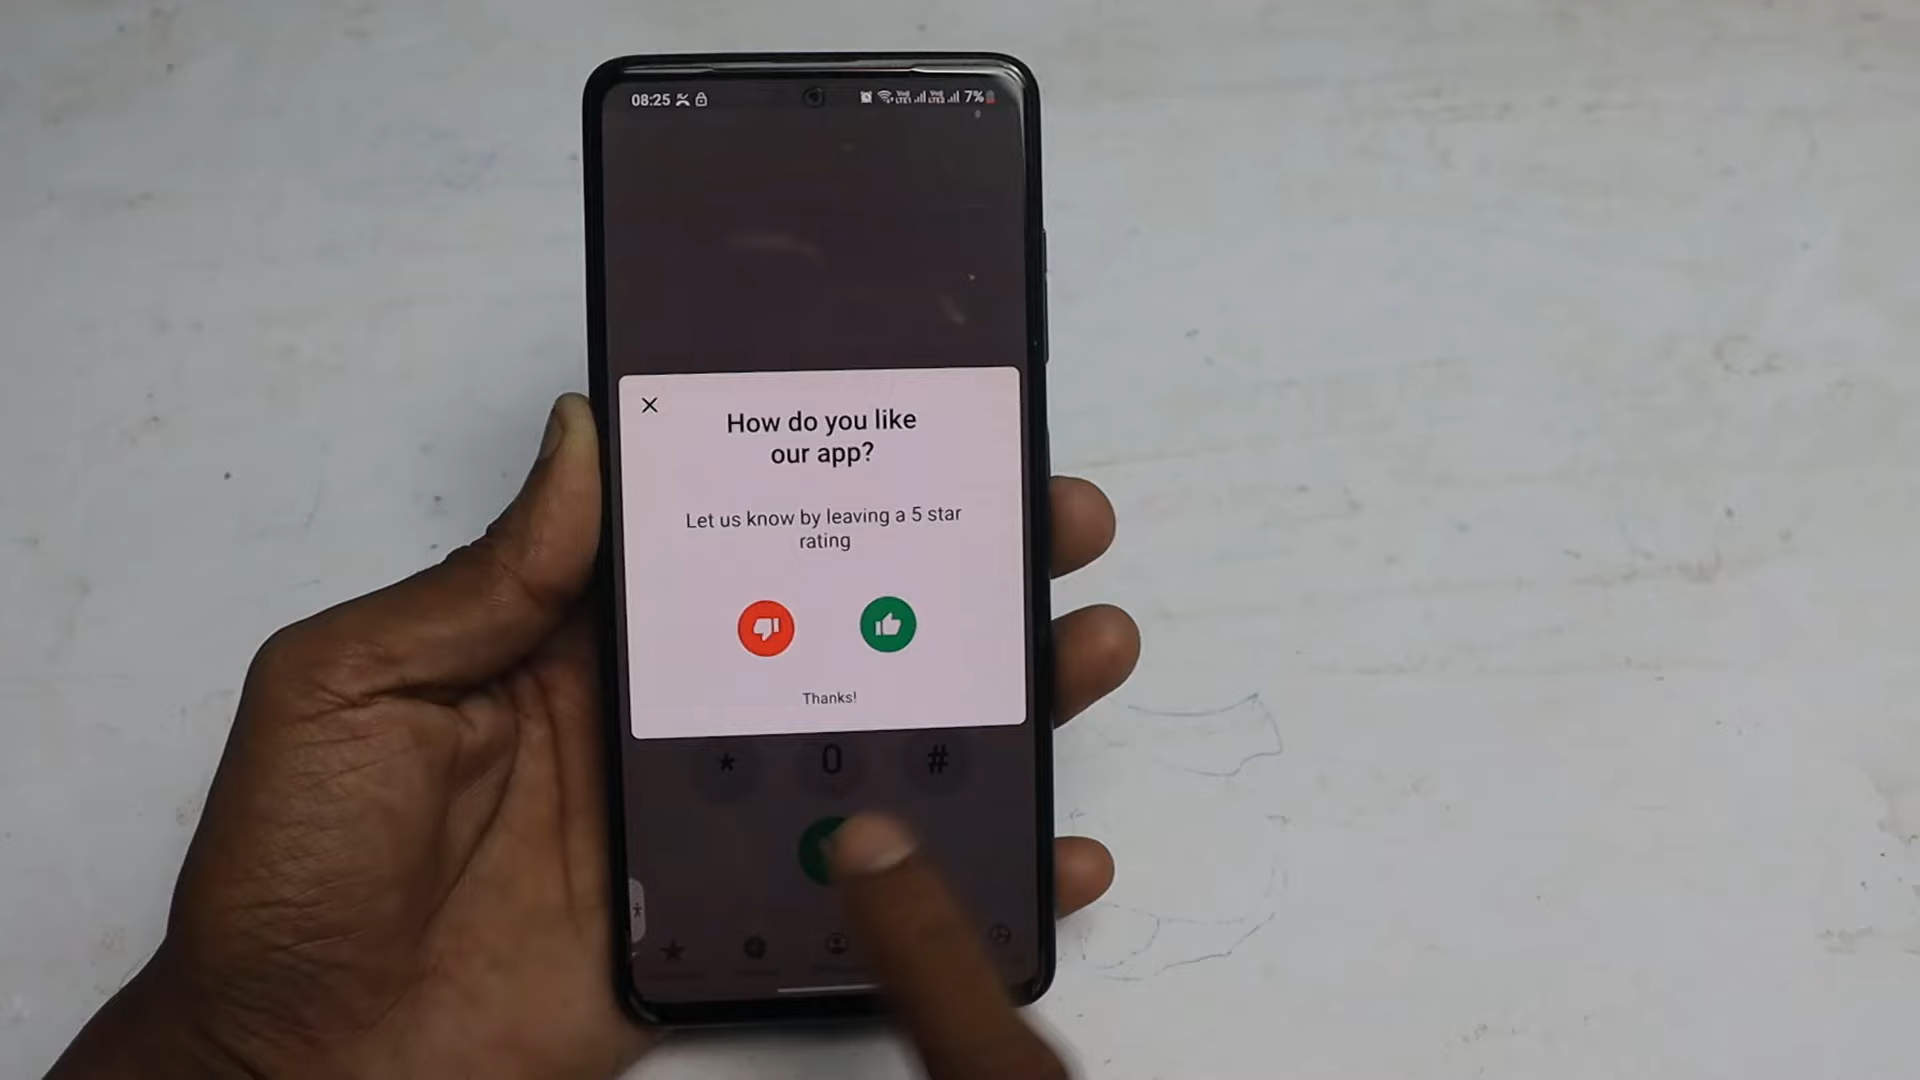 08:25
7%
How do you like
our app?
Let us know by leaving a 5 star
rating
Thanks!
* 0 #